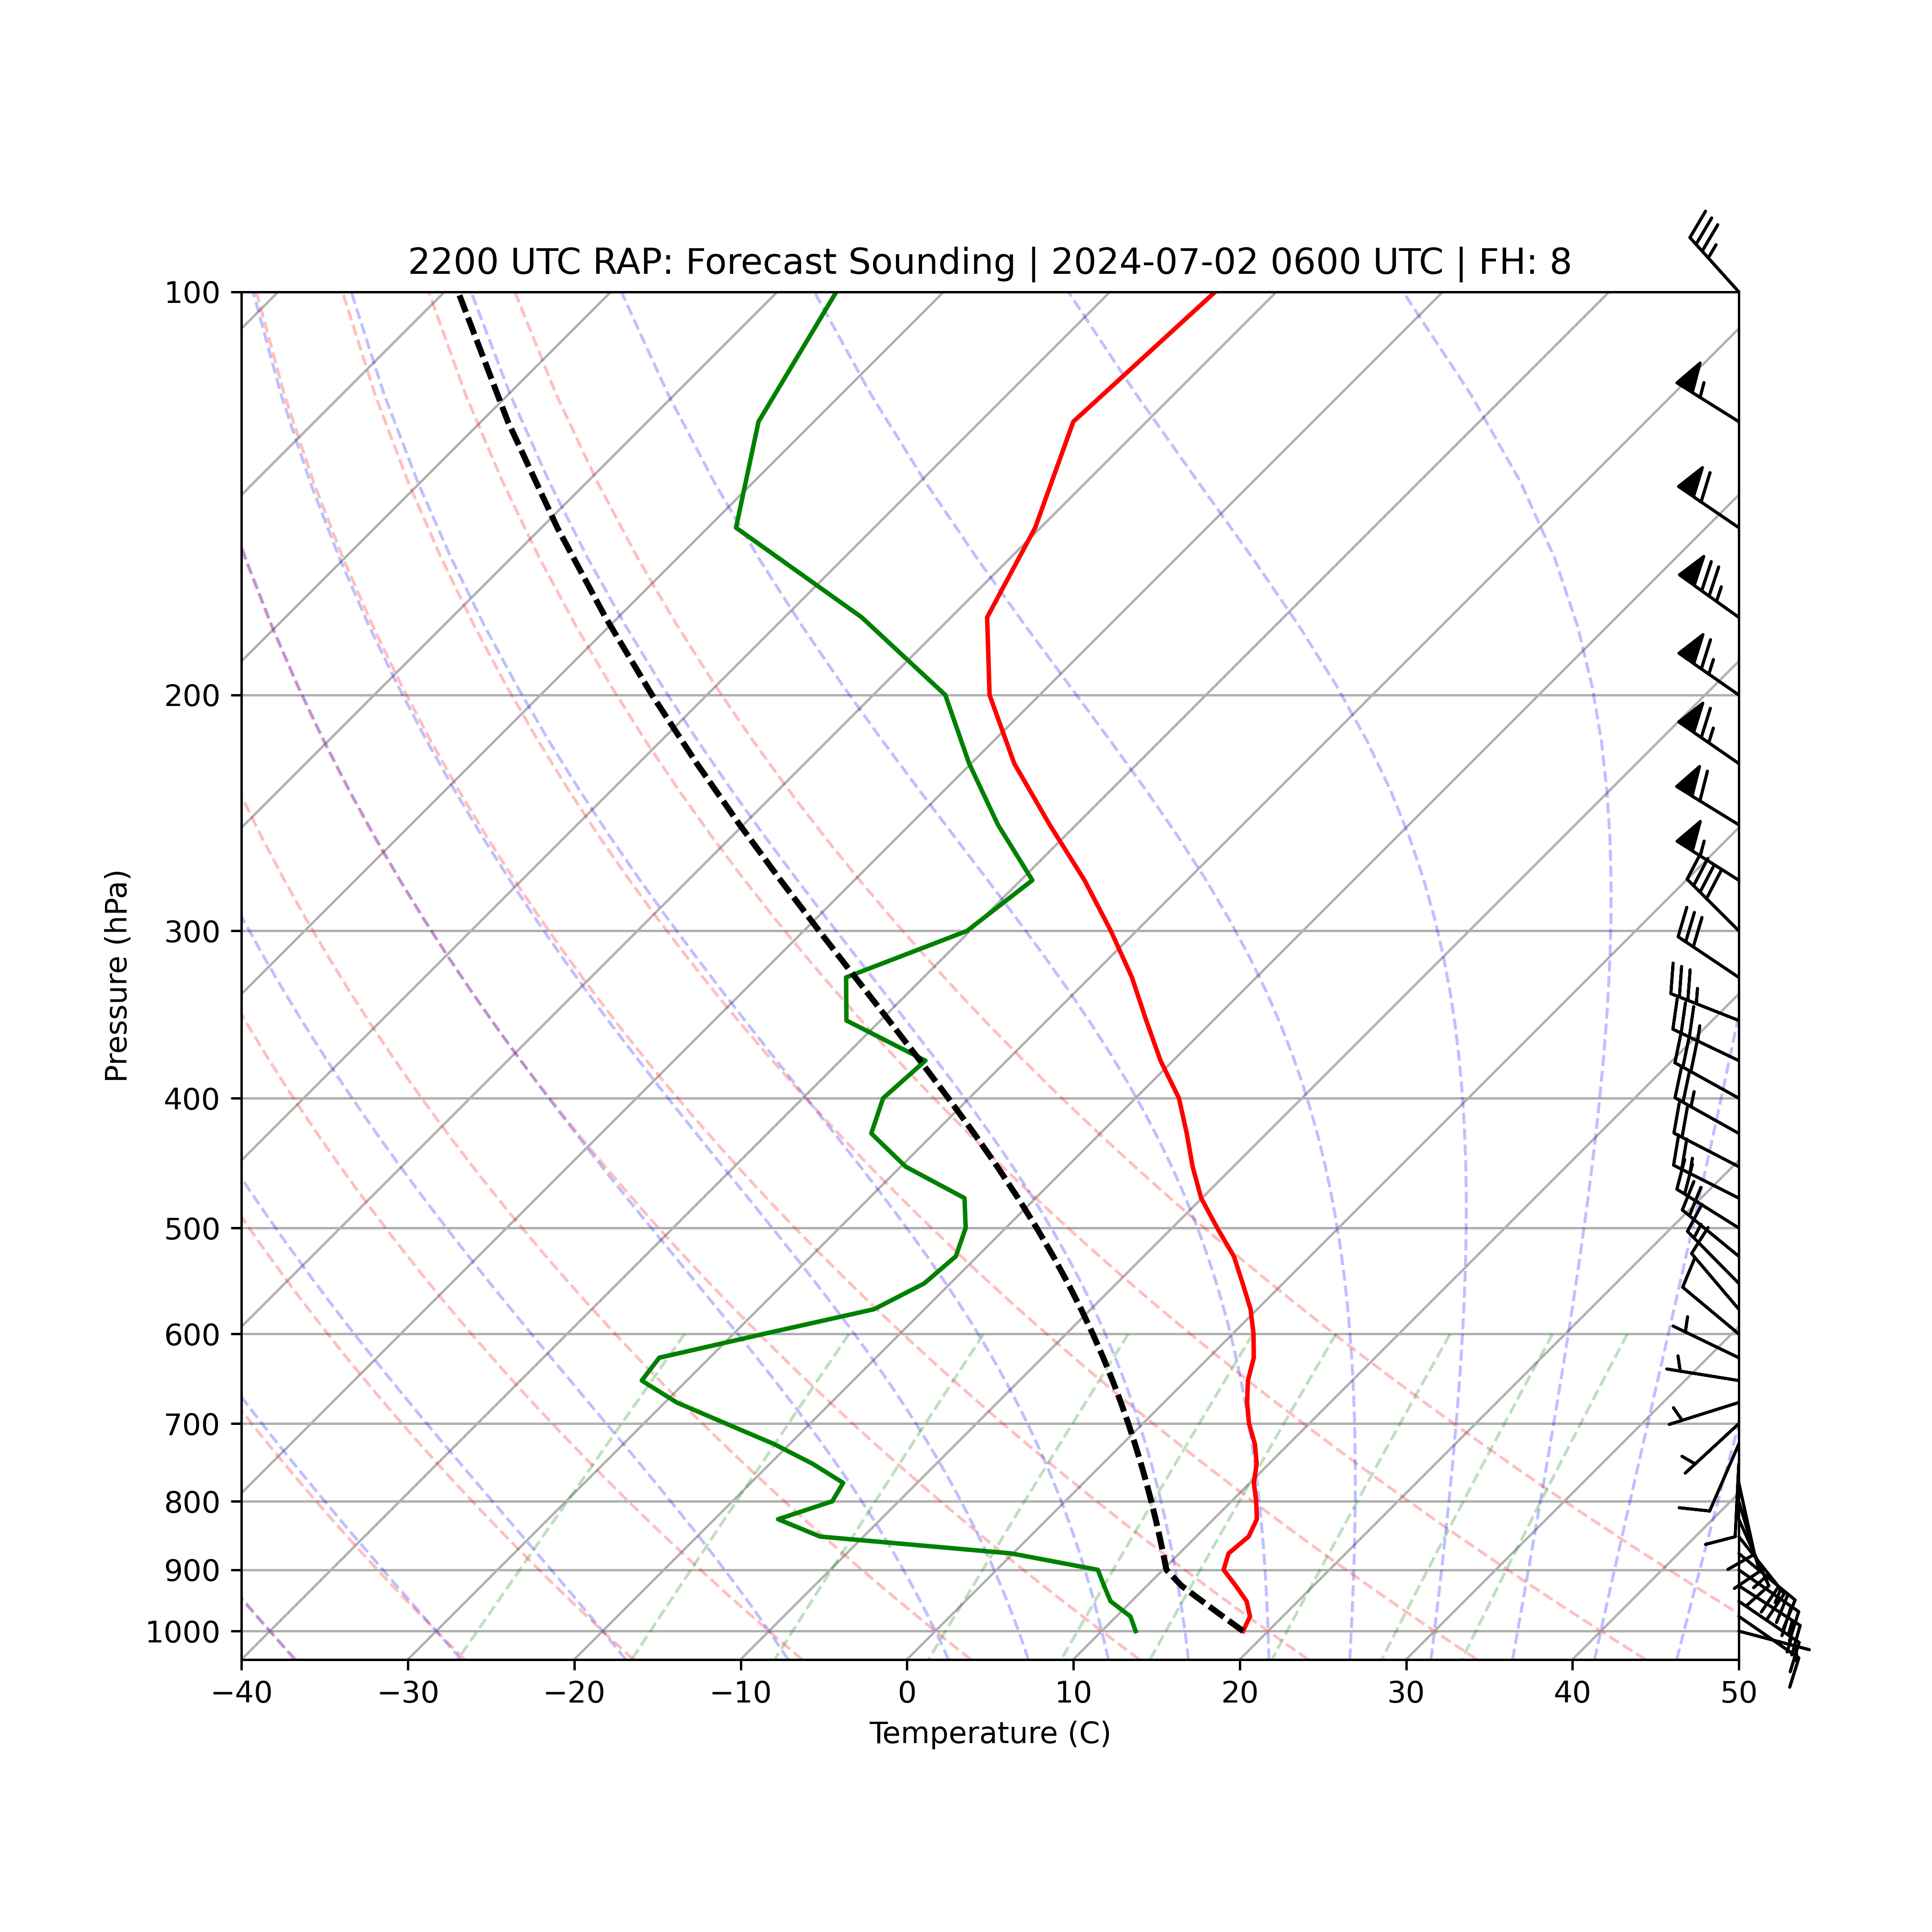 2200 UTC RAP: Forecast Sounding | 2024-07-02 0600 UTC | FH: 8
100
200
300
400
500
600
700
800
900
1000
Pressure (hPa)
−40 −30 −20 −10 0 10 20 30 40 50
Temperature (C)